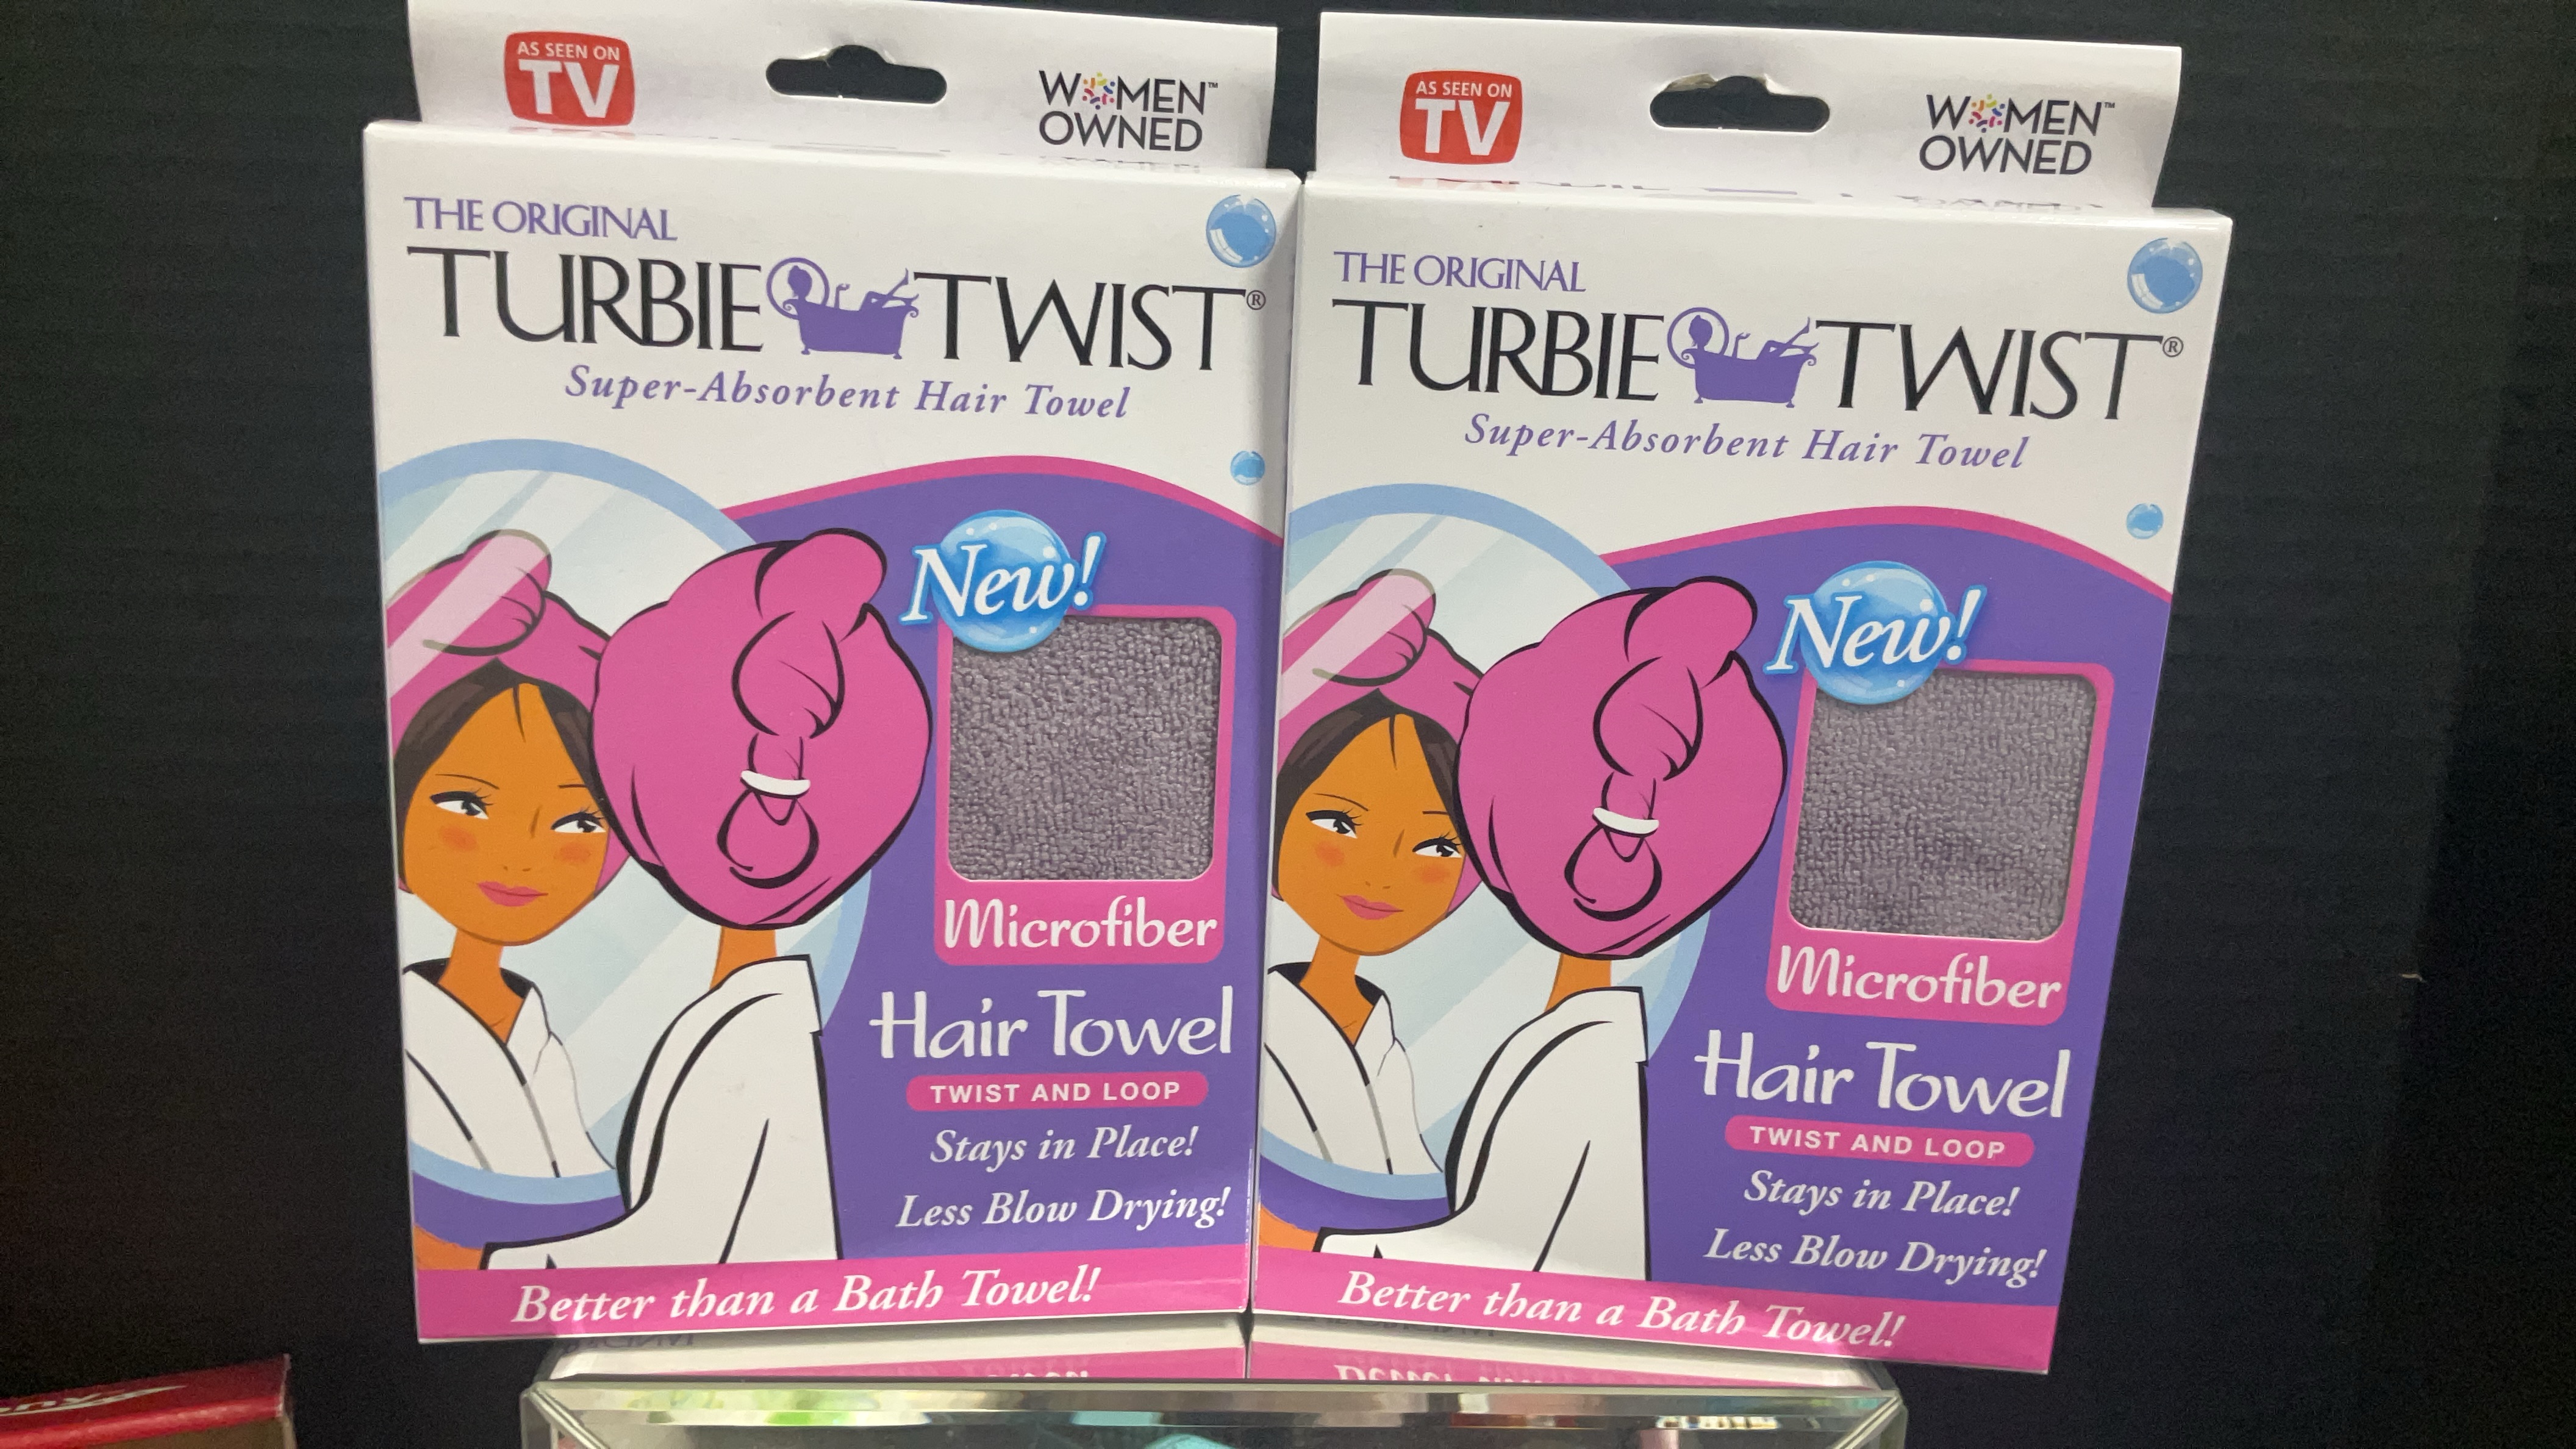 AS SEEN ON
TV
WOMEN™
OWNED
THE ORIGINAL
TURBIE TWIST®
Super-Absorbent Hair Towel
New!
Microfiber
Hair Towel
TWIST AND LOOP
Stays in Place!
Less Blow Drying!
Better than a Bath Towel!
AS SEEN ON
TV
WOMEN™
OWNED
THE ORIGINAL
TURBIE TWIST®
Super-Absorbent Hair Towel
New!
Microfiber
Hair Towel
TWIST AND LOOP
Stays in Place!
Less Blow Drying!
Better than a Bath Towel!